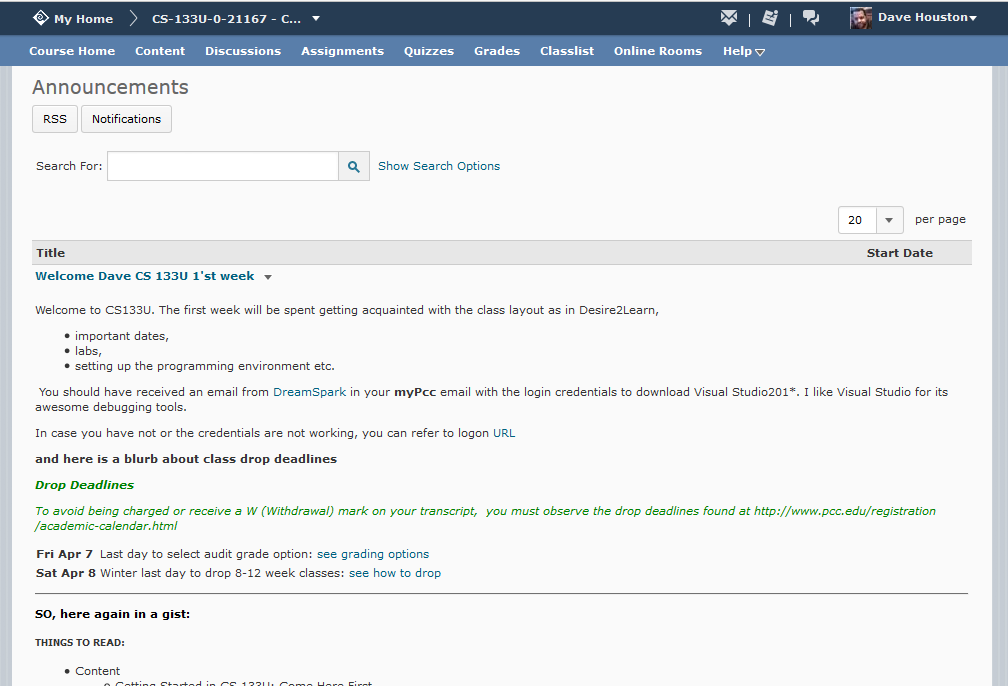 My Home CS-133U-0-21167 - C... Dave Houston
Course Home Content Discussions Assignments Quizzes Grades Classlist Online Rooms Help
Announcements
RSS Notifications
Search For: Show Search Options
20 per page
Title Start Date
Welcome Dave CS 133U 1'st week
Welcome to CS133U. The first week will be spent getting acquainted with the class layout as in Desire2Learn,
• important dates,
• labs,
• setting up the programming environment etc.
You should have received an email from DreamSpark in your myPcc email with the login credentials to download Visual Studio201*. I like Visual Studio for its
awesome debugging tools.
In case you have not or the credentials are not working, you can refer to logon URL
and here is a blurb about class drop deadlines
Drop Deadlines
To avoid being charged or receive a W (Withdrawal) mark on your transcript, you must observe the drop deadlines found at http://www.pcc.edu/registration
/academic-calendar.html
Fri Apr 7 Last day to select audit grade option: see grading options
Sat Apr 8 Winter last day to drop 8-12 week classes: see how to drop
SO, here again in a gist:
THINGS TO READ:
• Content
o Getting Started in CS 133U: Come Here First